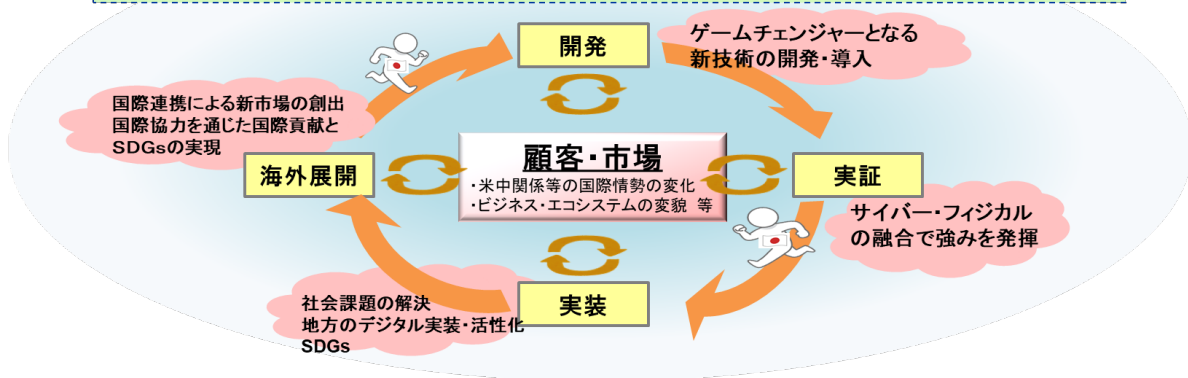 開発
ゲームチェンジャーとなる
新技術の開発・導入
国際連携による新市場の創出
国際協力を通じた国際貢献と
SDGsの実現
海外展開
顧客・市場
・米中関係等の国際情勢の変化
・ビジネス・エコシステムの変貌 等
実証
サイバー・フィジカル
の融合で強みを発揮
社会課題の解決
地方のデジタル実装・活性化
SDGs
実装